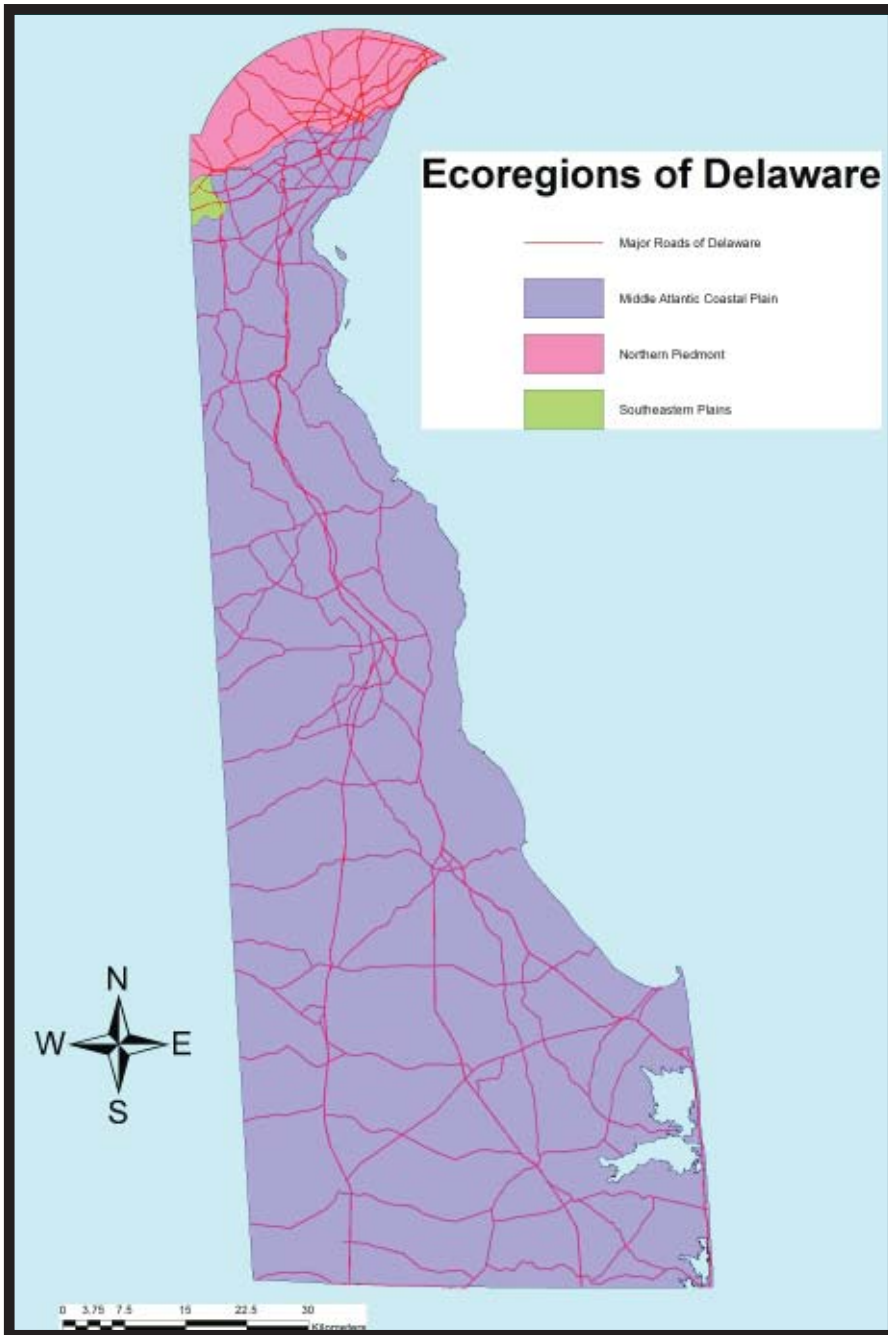 Ecoregions of Delaware
Major Roads of Delaware
Middle Atlantic Coastal Plain
Northern Piedmont
Southeastern Plains
N
W E
S
0 3.75 7.5 15 22.5 30
Kilometers